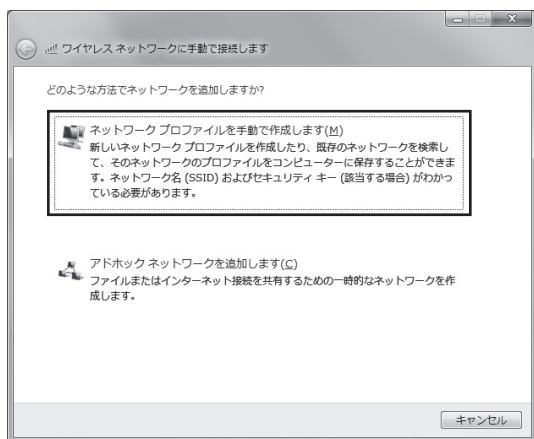 ワイヤレス ネットワークに手動で接続します
どのような方法でネットワークを追加しますか?
ネットワーク プロファイルを手動で作成します(M)
新しいネットワーク プロファイルを作成したり、既存のネットワークを検索し
て、そのネットワークのプロファイルをコンピューターに保存することができま
す。ネットワーク名 (SSID) およびセキュリティ キー (該当する場合) がわかっ
ている必要があります。
アドホック ネットワークを追加します(C)
ファイルまたはインターネット接続を共有するための一時的なネットワークを作
成します。
キャンセル